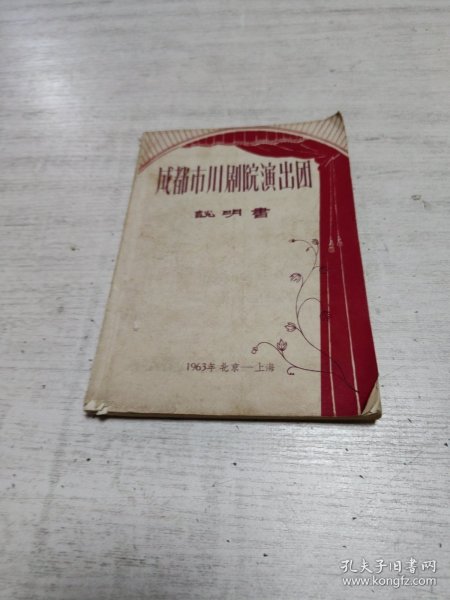 成都市川剧院演出团
說明書
1963年 北京——上海
孔夫子旧书网
www.kongfz.com